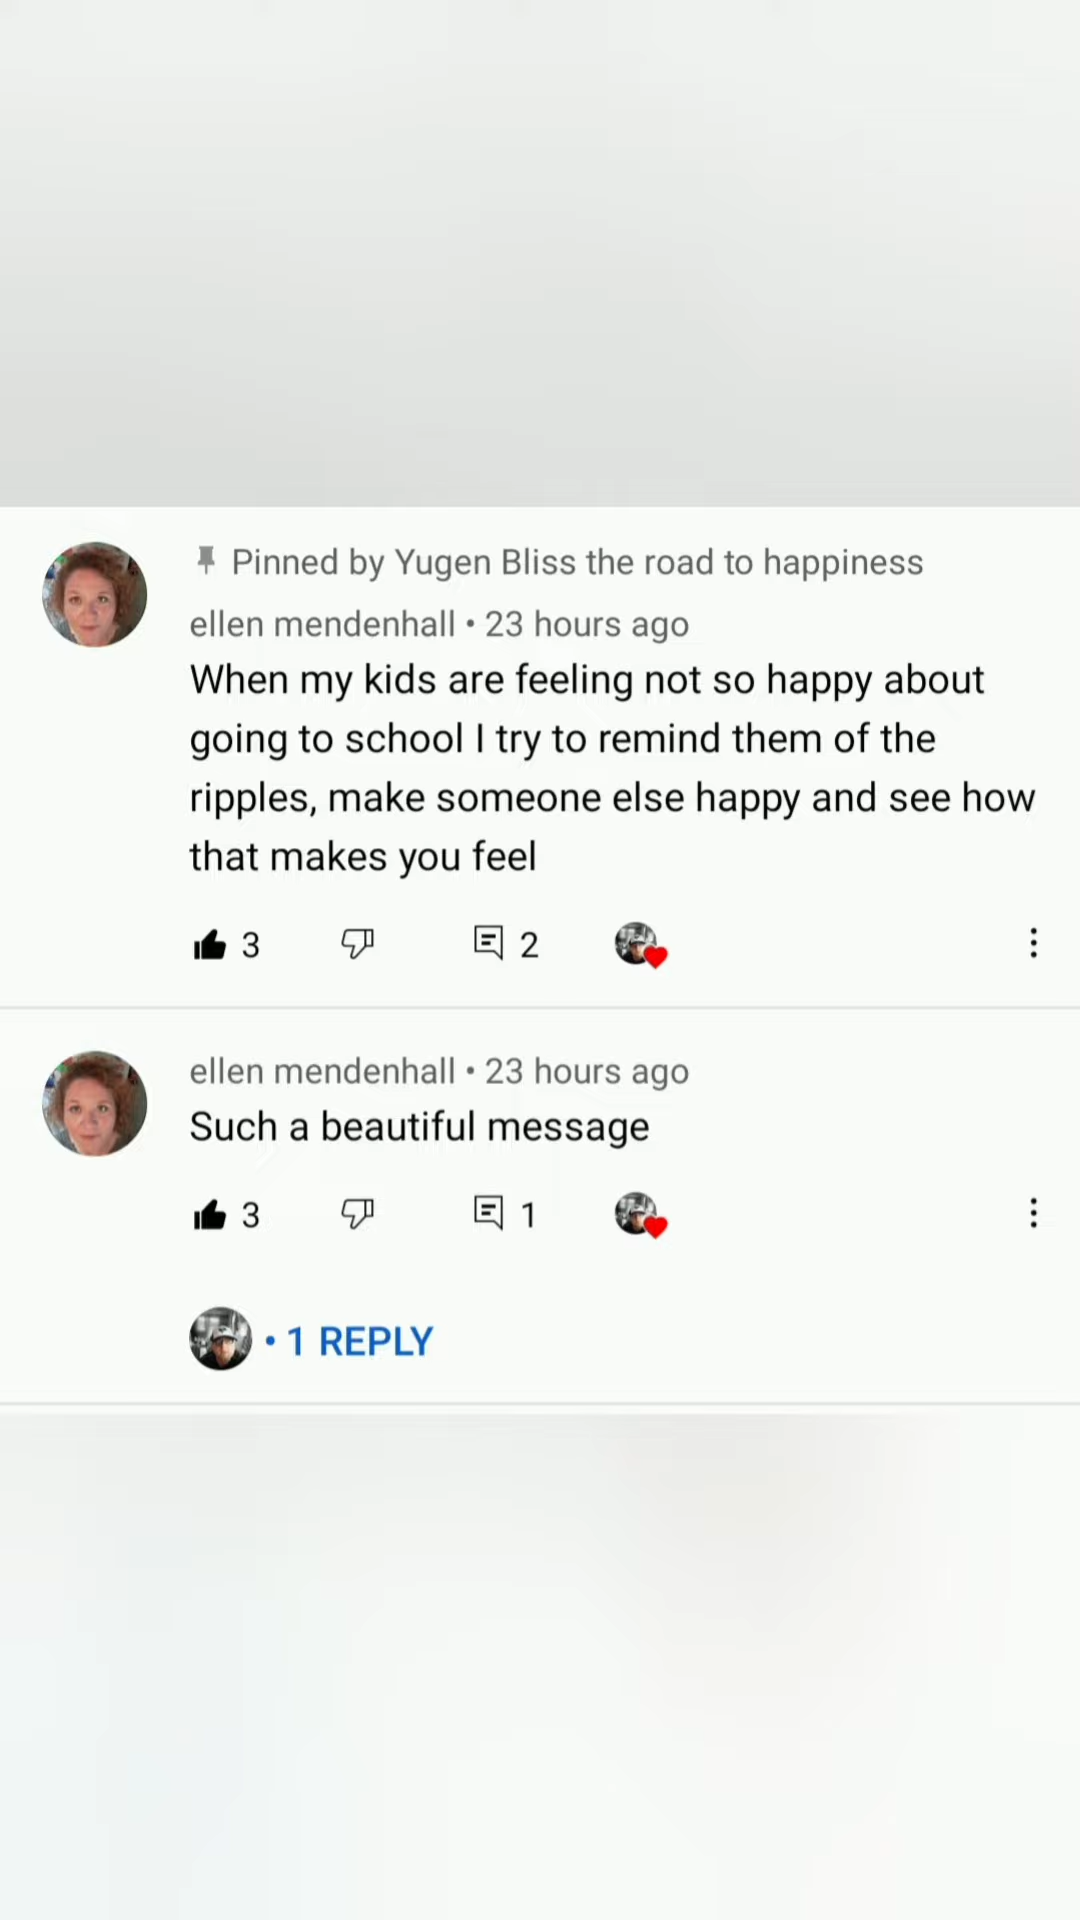 Pinned by Yugen Bliss the road to happiness
ellen mendenhall • 23 hours ago
When my kids are feeling not so happy about
going to school I try to remind them of the
ripples, make someone else happy and see how
that makes you feel
3 2
ellen mendenhall • 23 hours ago
Such a beautiful message
3 1
• 1 REPLY